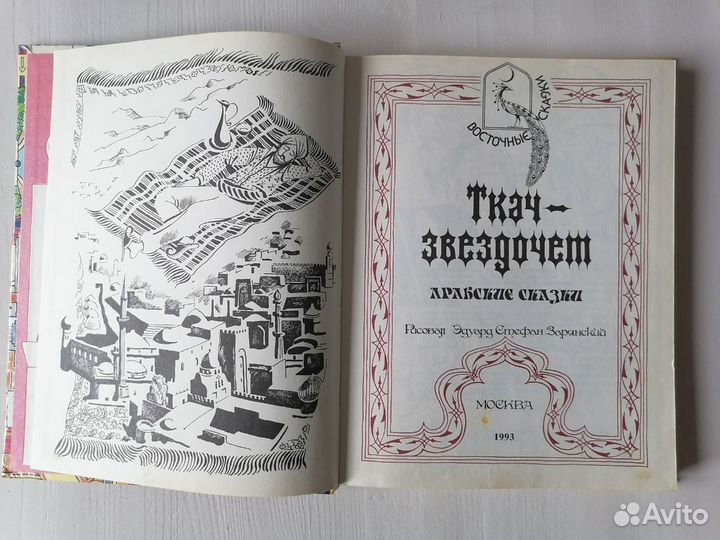 ВОСТОЧНЫЕ СКАЗКИ
Ткач-
звездочет
АРАБСКИЕ СКАЗКИ
Рисовал Эдуард Стефан Зарянский
МОСКВА
1993
Avito